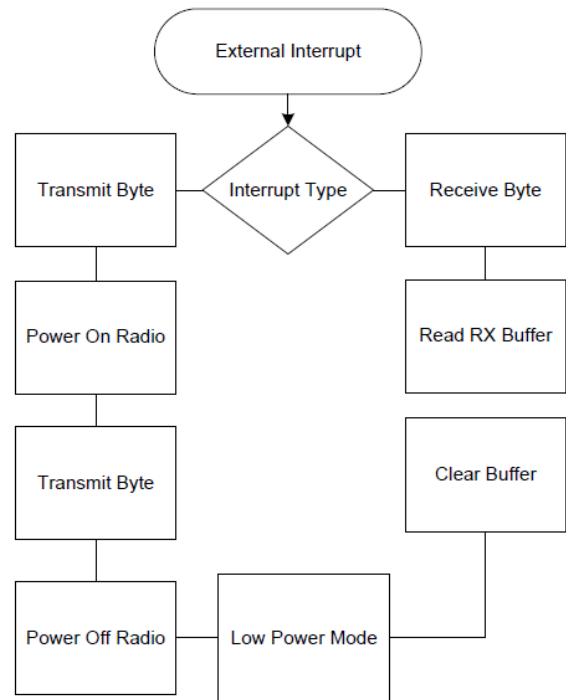 External Interrupt
Transmit Byte
Interrupt Type
Receive Byte
Power On Radio
Read RX Buffer
Transmit Byte
Clear Buffer
Power Off Radio
Low Power Mode